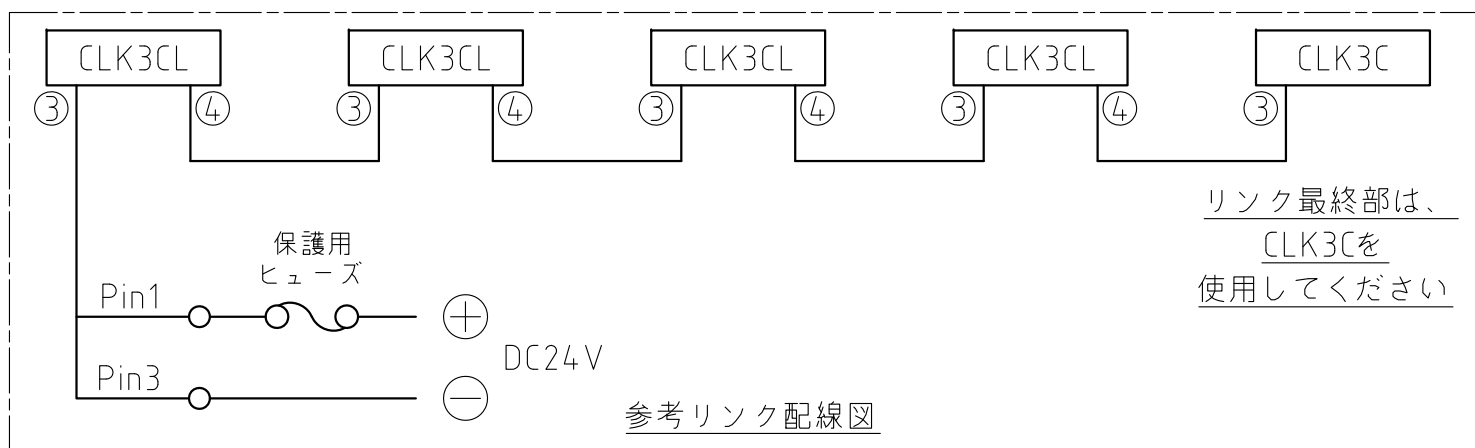 CLK3CL CLK3CL CLK3CL CLK3CL CLK3C
③ ④ ③ ④ ③ ④ ③ ④ ③
リンク最終部は、
CLK3Cを
使用してください
保護用
ヒューズ
Pin1
+
DC24V
Pin3
−
参考リンク配線図